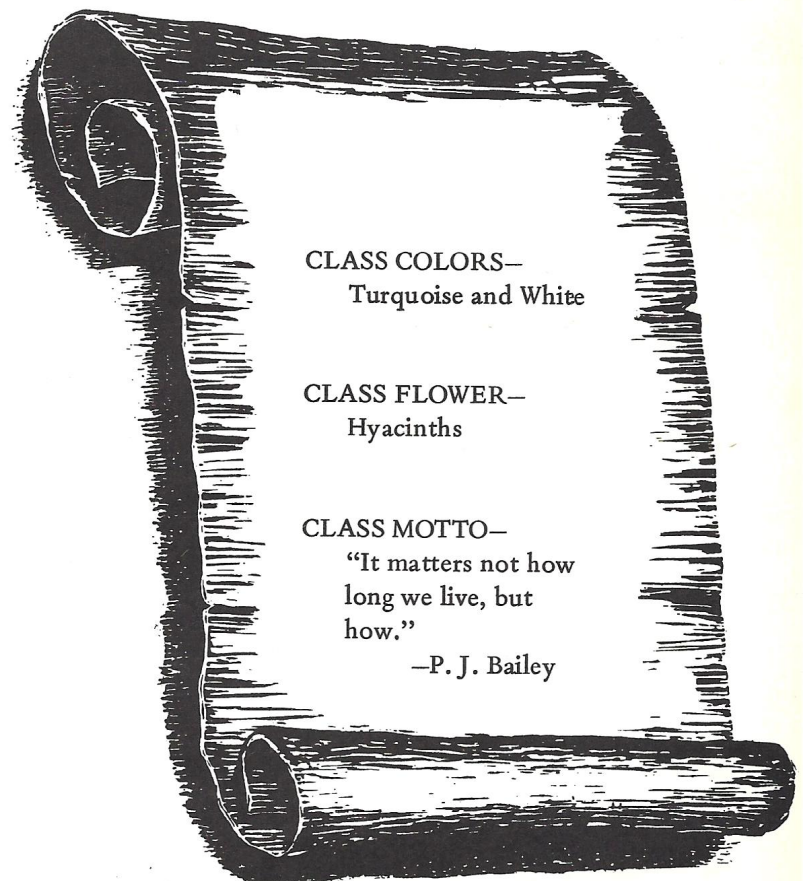 CLASS COLORS—
Turquoise and White
CLASS FLOWER—
Hyacinths
CLASS MOTTO—
“It matters not how
long we live, but
how.”
—P. J. Bailey